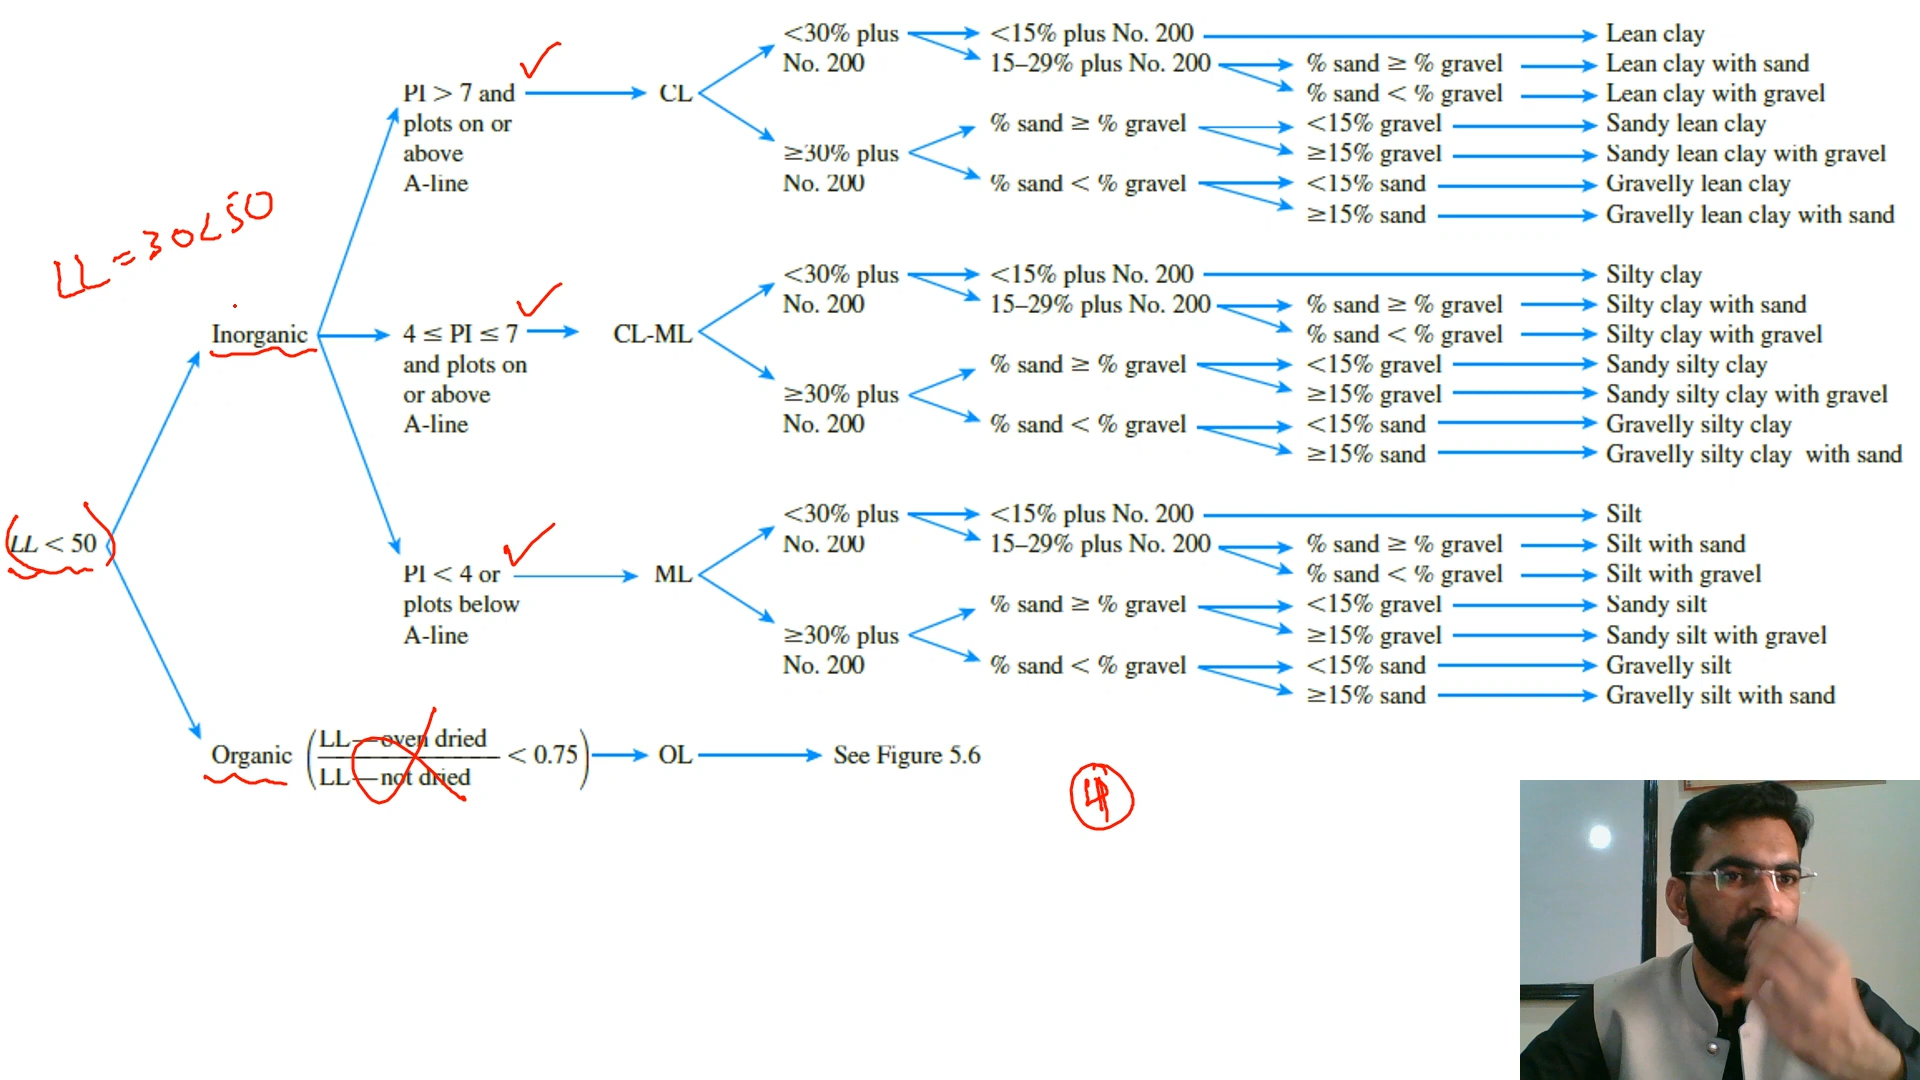 <30% plus No. 200
<15% plus No. 200
Lean clay
15–29% plus No. 200
% sand ≥ % gravel
Lean clay with sand
PI > 7 and plots on or above A-line
CL
% sand < % gravel
Lean clay with gravel
≥30% plus No. 200
% sand ≥ % gravel
<15% gravel
Sandy lean clay
≥15% gravel
Sandy lean clay with gravel
% sand < % gravel
<15% sand
Gravelly lean clay
≥15% sand
Gravelly lean clay with sand
LL = 30 < 50
Inorganic
4 ≤ PI ≤ 7 and plots on or above A-line
CL-ML
<30% plus No. 200
<15% plus No. 200
Silty clay
15–29% plus No. 200
% sand ≥ % gravel
Silty clay with sand
% sand < % gravel
Silty clay with gravel
≥30% plus No. 200
% sand ≥ % gravel
<15% gravel
Sandy silty clay
≥15% gravel
Sandy silty clay with gravel
% sand < % gravel
<15% sand
Gravelly silty clay
≥15% sand
Gravelly silty clay with sand
LL < 50
PI < 4 or plots below A-line
ML
<30% plus No. 200
<15% plus No. 200
Silt
15–29% plus No. 200
% sand ≥ % gravel
Silt with sand
% sand < % gravel
Silt with gravel
≥30% plus No. 200
% sand ≥ % gravel
<15% gravel
Sandy silt
≥15% gravel
Sandy silt with gravel
% sand < % gravel
<15% sand
Gravelly silt
≥15% sand
Gravelly silt with sand
Organic (LL—oven dried / LL—not dried < 0.75)
OL
See Figure 5.6